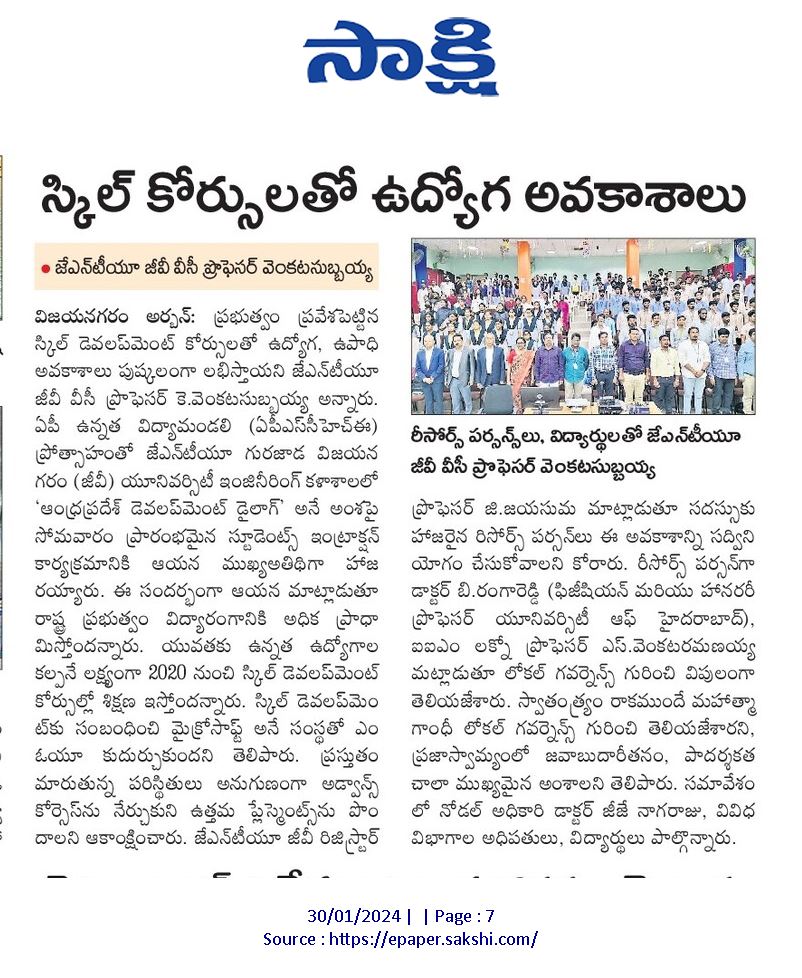 సాక్షి
స్కిల్ కోర్సులతో ఉద్యోగ అవకాశాలు
• జేఎన్‌టీయూ జీవీ వీసీ ప్రొఫెసర్ వెంకటసుబ్బయ్య
విజయనగరం అర్బన్: ప్రభుత్వం ప్రవేశపెట్టిన
స్కిల్ డెవలప్‌మెంట్ కోర్సులతో ఉద్యోగ, ఉపాధి
అవకాశాలు పుష్కలంగా లభిస్తాయని జేఎన్‌టీయూ
జీవీ వీసీ ప్రొఫెసర్ కె.వెంకటసుబ్బయ్య అన్నారు.
ఏపీ ఉన్నత విద్యామండలి (ఏపీఎస్‌సీహెచ్ఈ)
ప్రోత్సాహంతో జేఎన్‌టీయూ గురజాడ విజయన
గరం (జీవీ) యూనివర్సిటీ ఇంజినీరింగ్ కళాశాలలో
‘ఆంధ్రప్రదేశ్ డెవలప్‌మెంట్ డైలాగ్’ అనే అంశపై
సోమవారం ప్రారంభమైన స్టూడెంట్స్ ఇంట్రాక్షన్
కార్యక్రమానికి ఆయన ముఖ్యఅతిథిగా హాజ
రయ్యారు. ఈ సందర్భంగా ఆయన మాట్లాడుతూ
రాష్ట్ర ప్రభుత్వం విద్యారంగానికి అధిక ప్రాధా
మిస్తోందన్నారు. యువతకు ఉన్నత ఉద్యోగాల
కల్పనే లక్ష్యంగా 2020 నుంచి స్కిల్ డెవలప్‌మెంట్
కోర్సుల్లో శిక్షణ ఇస్తోందన్నారు. స్కిల్ డెవలప్‌మెం
ట్‌కు సంబంధించి మైక్రోసాఫ్ట్ అనే సంస్థతో ఎం
ఓయూ కుదుర్చుకుందని తెలిపారు. ప్రస్తుతం
మారుతున్న పరిస్థితులు అనుగుణంగా అడ్వాన్స్
కోర్సెస్‌ను నేర్చుకుని ఉత్తమ ప్లేస్మెంట్స్‌ను పొం
దాలని ఆకాంక్షించారు. జేఎన్‌టీయూ జీవీ రిజిస్ట్రార్
రీసోర్స్ పర్సన్స్‌లు, విద్యార్థులతో జేఎన్‌టీయూ
జీవీ వీసీ ప్రొఫెసర్ వెంకటసుబ్బయ్య
ప్రొఫెసర్ జి.జయసుమ మాట్లాడుతూ సదస్సుకు
హాజరైన రిసోర్స్ పర్సన్‌లు ఈ అవకాశాన్ని సద్విని
యోగం చేసుకోవాలని కోరారు. రీసోర్స్ పర్సన్‌గా
డాక్టర్ బి.రంగారెడ్డి (ఫిజీషియన్ మరియు హానరరీ
ప్రొఫెసర్ యూనివర్సిటీ ఆఫ్ హైదరాబాద్),
ఐఐఎం లక్నో ప్రొఫెసర్ ఎస్.వెంకటరమణయ్య
మట్లాడుతూ లోకల్ గవర్నెన్స్ గురించి విపులంగా
తెలియజేశారు. స్వాతంత్ర్యం రాకముందే మహాత్మా
గాంధీ లోకల్ గవర్నెన్స్ గురించి తెలియజేశారని,
ప్రజాస్వామ్యంలో జవాబుదారీతనం, పాదర్శకత
చాలా ముఖ్యమైన అంశాలని తెలిపారు. సమావేశం
లో నోడల్ అధికారి డాక్టర్ జీజే నాగరాజు, వివిధ
విభాగాల అధిపతులు, విద్యార్థులు పాల్గొన్నారు.
30/01/2024 | | Page : 7
Source : https://epaper.sakshi.com/